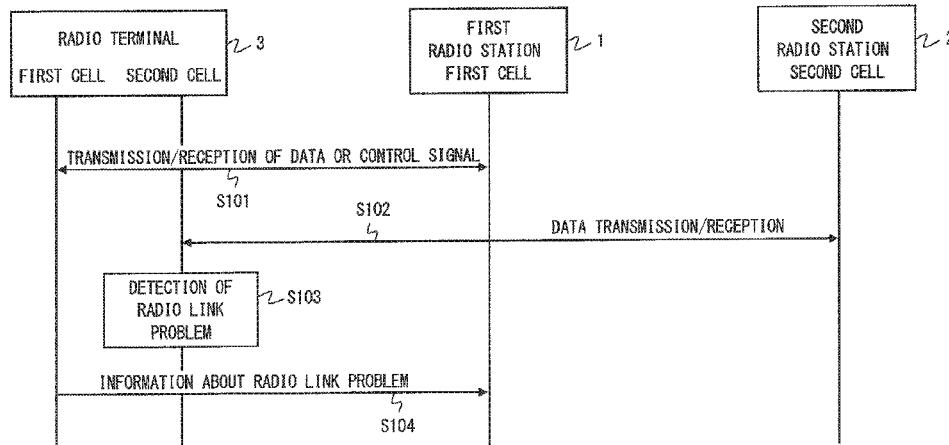 RADIO TERMINAL
FIRST CELL SECOND CELL
3
FIRST
RADIO STATION
FIRST CELL
1
SECOND
RADIO STATION
SECOND CELL
2
TRANSMISSION/RECEPTION OF DATA OR CONTROL SIGNAL
S101
S102
DATA TRANSMISSION/RECEPTION
DETECTION OF
RADIO LINK
PROBLEM
S103
INFORMATION ABOUT RADIO LINK PROBLEM
S104